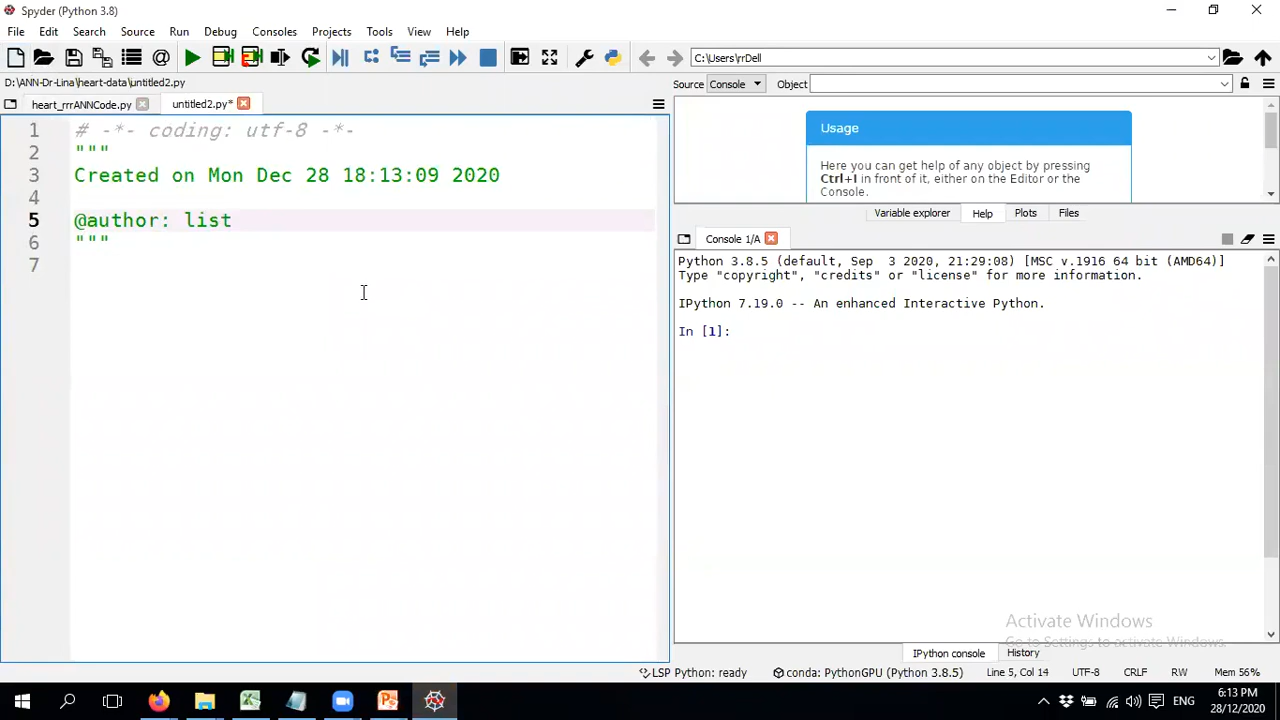 Spyder (Python 3.8)
File Edit Search Source Run Debug Consoles Projects Tools View Help
C:\Users\rrDell
D:\ANN-Dr-Lina\heart-data\untitled2.py
heart_rrrANNCode.py
untitled2.py*
1 # -*- coding: utf-8 -*-
2 """
3 Created on Mon Dec 28 18:13:09 2020
4
5 @author: list
6 """
7
Source Console Object
Usage
Here you can get help of any object by pressing
Ctrl+I in front of it, either on the Editor or the
Console.
Variable explorer Help Plots Files
Console 1/A
Python 3.8.5 (default, Sep  3 2020, 21:29:08) [MSC v.1916 64 bit (AMD64)]
Type "copyright", "credits" or "license" for more information.
IPython 7.19.0 -- An enhanced Interactive Python.
In [1]:
Activate Windows
Go to Settings to activate Windows.
IPython console History
LSP Python: ready conda: PythonGPU (Python 3.8.5) Line 5, Col 14 UTF-8 CRLF RW Mem 56%
ENG
6:13 PM
28/12/2020